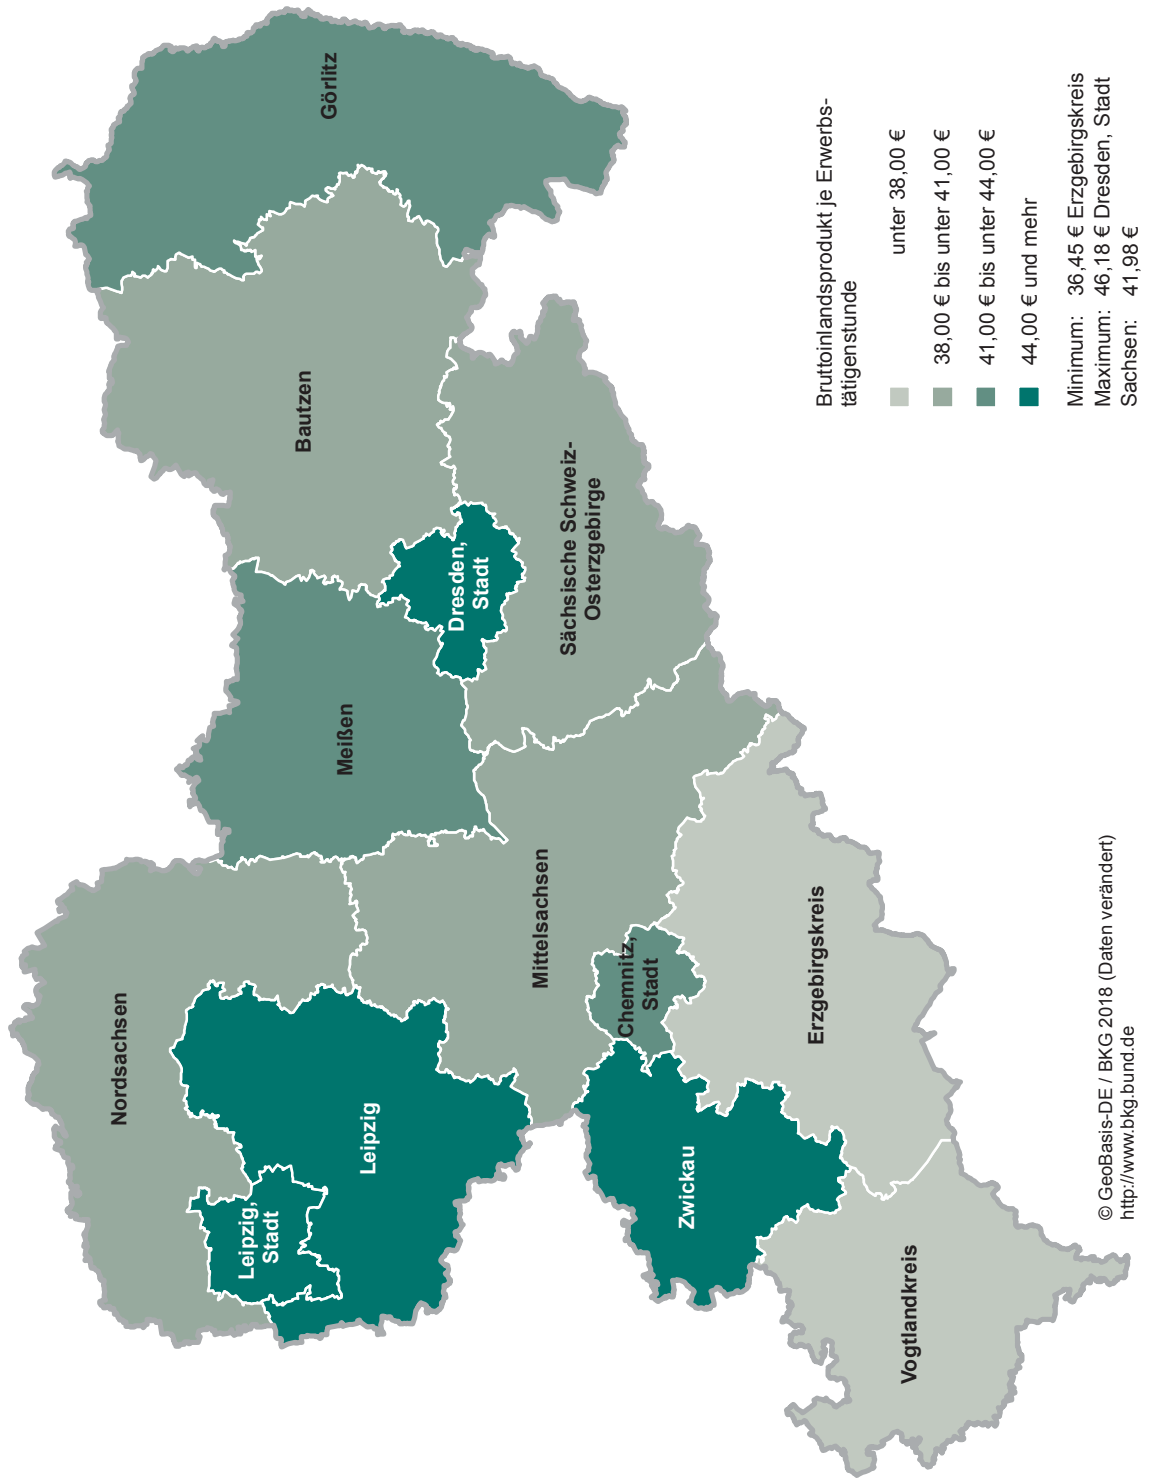 Nordsachsen
Leipzig,
Stadt
Leipzig
Meißen
Bautzen
Görlitz
Dresden,
Stadt
Mittelsachsen
Sächsische Schweiz-
Osterzgebirge
Chemnitz,
Stadt
Zwickau
Erzgebirgskreis
Vogtlandkreis
Bruttoinlandsprodukt je Erwerbs-
tätigenstunde
unter 38,00 €
38,00 € bis unter 41,00 €
41,00 € bis unter 44,00 €
44,00 € und mehr
Minimum: 36,45 € Erzgebirgskreis
Maximum: 46,18 € Dresden, Stadt
Sachsen: 41,98 €
© GeoBasis-DE / BKG 2018 (Daten verändert)
http://www.bkg.bund.de